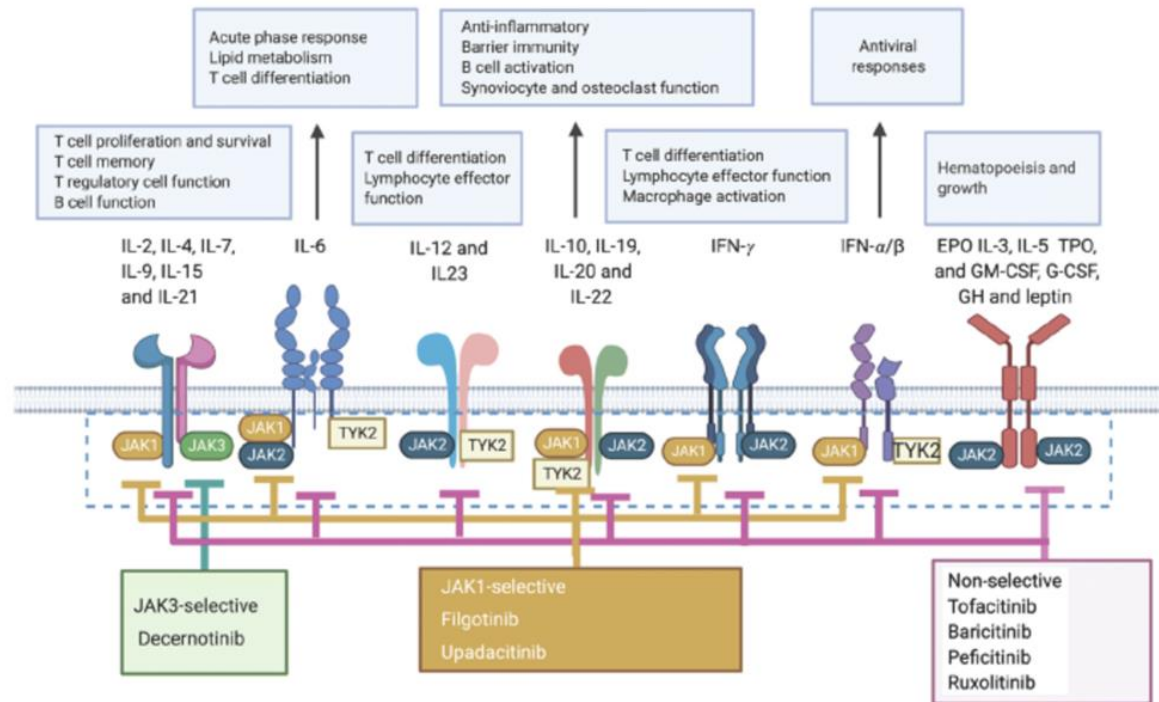 Acute phase response
Lipid metabolism
T cell differentiation
Anti-inflammatory
Barrier immunity
B cell activation
Synoviocyte and osteoclast function
Antiviral
responses
T cell proliferation and survival
T cell memory
T regulatory cell function
B cell function
T cell differentiation
Lymphocyte effector
function
T cell differentiation
Lymphocyte effector function
Macrophage activation
Hematopoeisis and
growth
IL-2, IL-4, IL-7,
IL-9, IL-15
and IL-21
IL-6
IL-12 and
IL23
IL-10, IL-19,
IL-20 and
IL-22
IFN-γ
IFN-α/β
EPO IL-3, IL-5 TPO,
and GM-CSF, G-CSF,
GH and leptin
JAK1
JAK3
JAK1
JAK2
TYK2
JAK2
TYK2
JAK1
TYK2
JAK2
JAK1
JAK2
JAK1
TYK2
JAK2
JAK2
JAK3-selective
Decernotinib
JAK1-selective
Filgotinib
Upadacitinib
Non-selective
Tofacitinib
Baricitinib
Peficitinib
Ruxolitinib